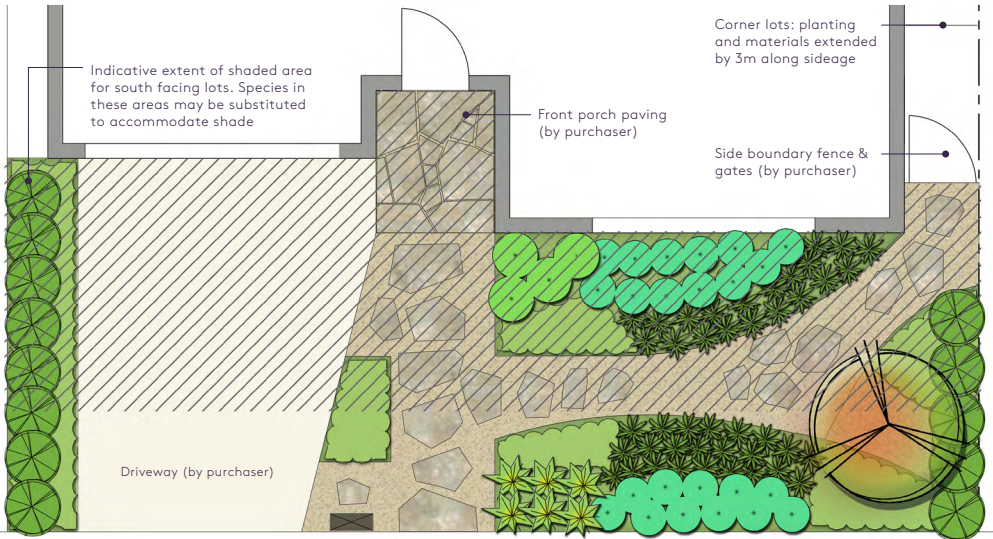 Indicative extent of shaded area
for south facing lots. Species in
these areas may be substituted
to accommodate shade
Front porch paving
(by purchaser)
Corner lots: planting
and materials extended
by 3m along sideage
Side boundary fence &
gates (by purchaser)
Driveway (by purchaser)